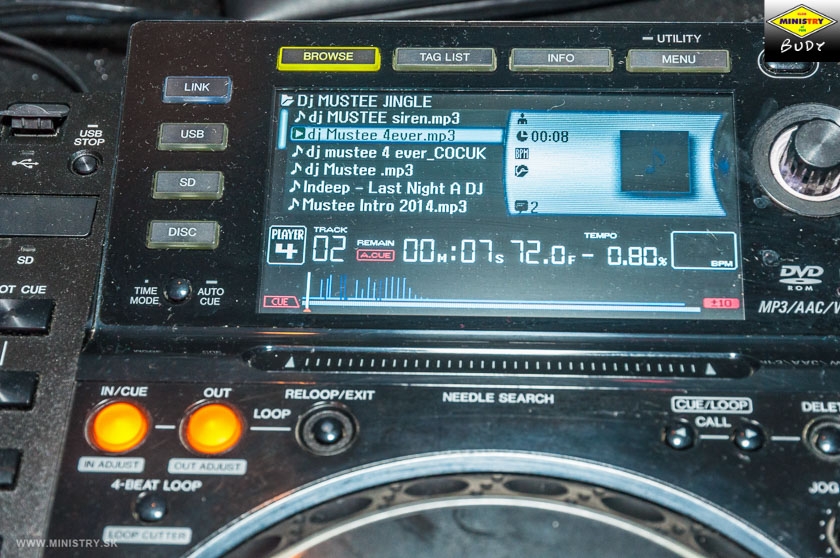 MINISTRY
BUDY
UTILITY
BROWSE
TAG LIST
INFO
MENU
LINK
USB
STOP
USB
SD
DISC
SD
TIME
MODE
AUTO
CUE
OT CUE
Dj MUSTEE JINGLE
dj MUSTEE siren.mp3
dj Mustee 4ever.mp3
dj mustee 4 ever_COCUK
dj Mustee .mp3
Indeep - Last Night A DJ
Mustee Intro 2014.mp3
00:08
BPM
2
PLAYER
4
TRACK
02
REMAIN
A.CUE
00M:07S 72.0F
TEMPO
- 0.80%
BPM
CUE
±10
DVD
ROM
MP3/AAC/W
IN/CUE
OUT
LOOP
RELOOP/EXIT
NEEDLE SEARCH
CUE/LOOP
CALL
DELET
IN ADJUST
OUT ADJUST
4-BEAT LOOP
LOOP CUTTER
JOG
WWW.MINISTRY.SK